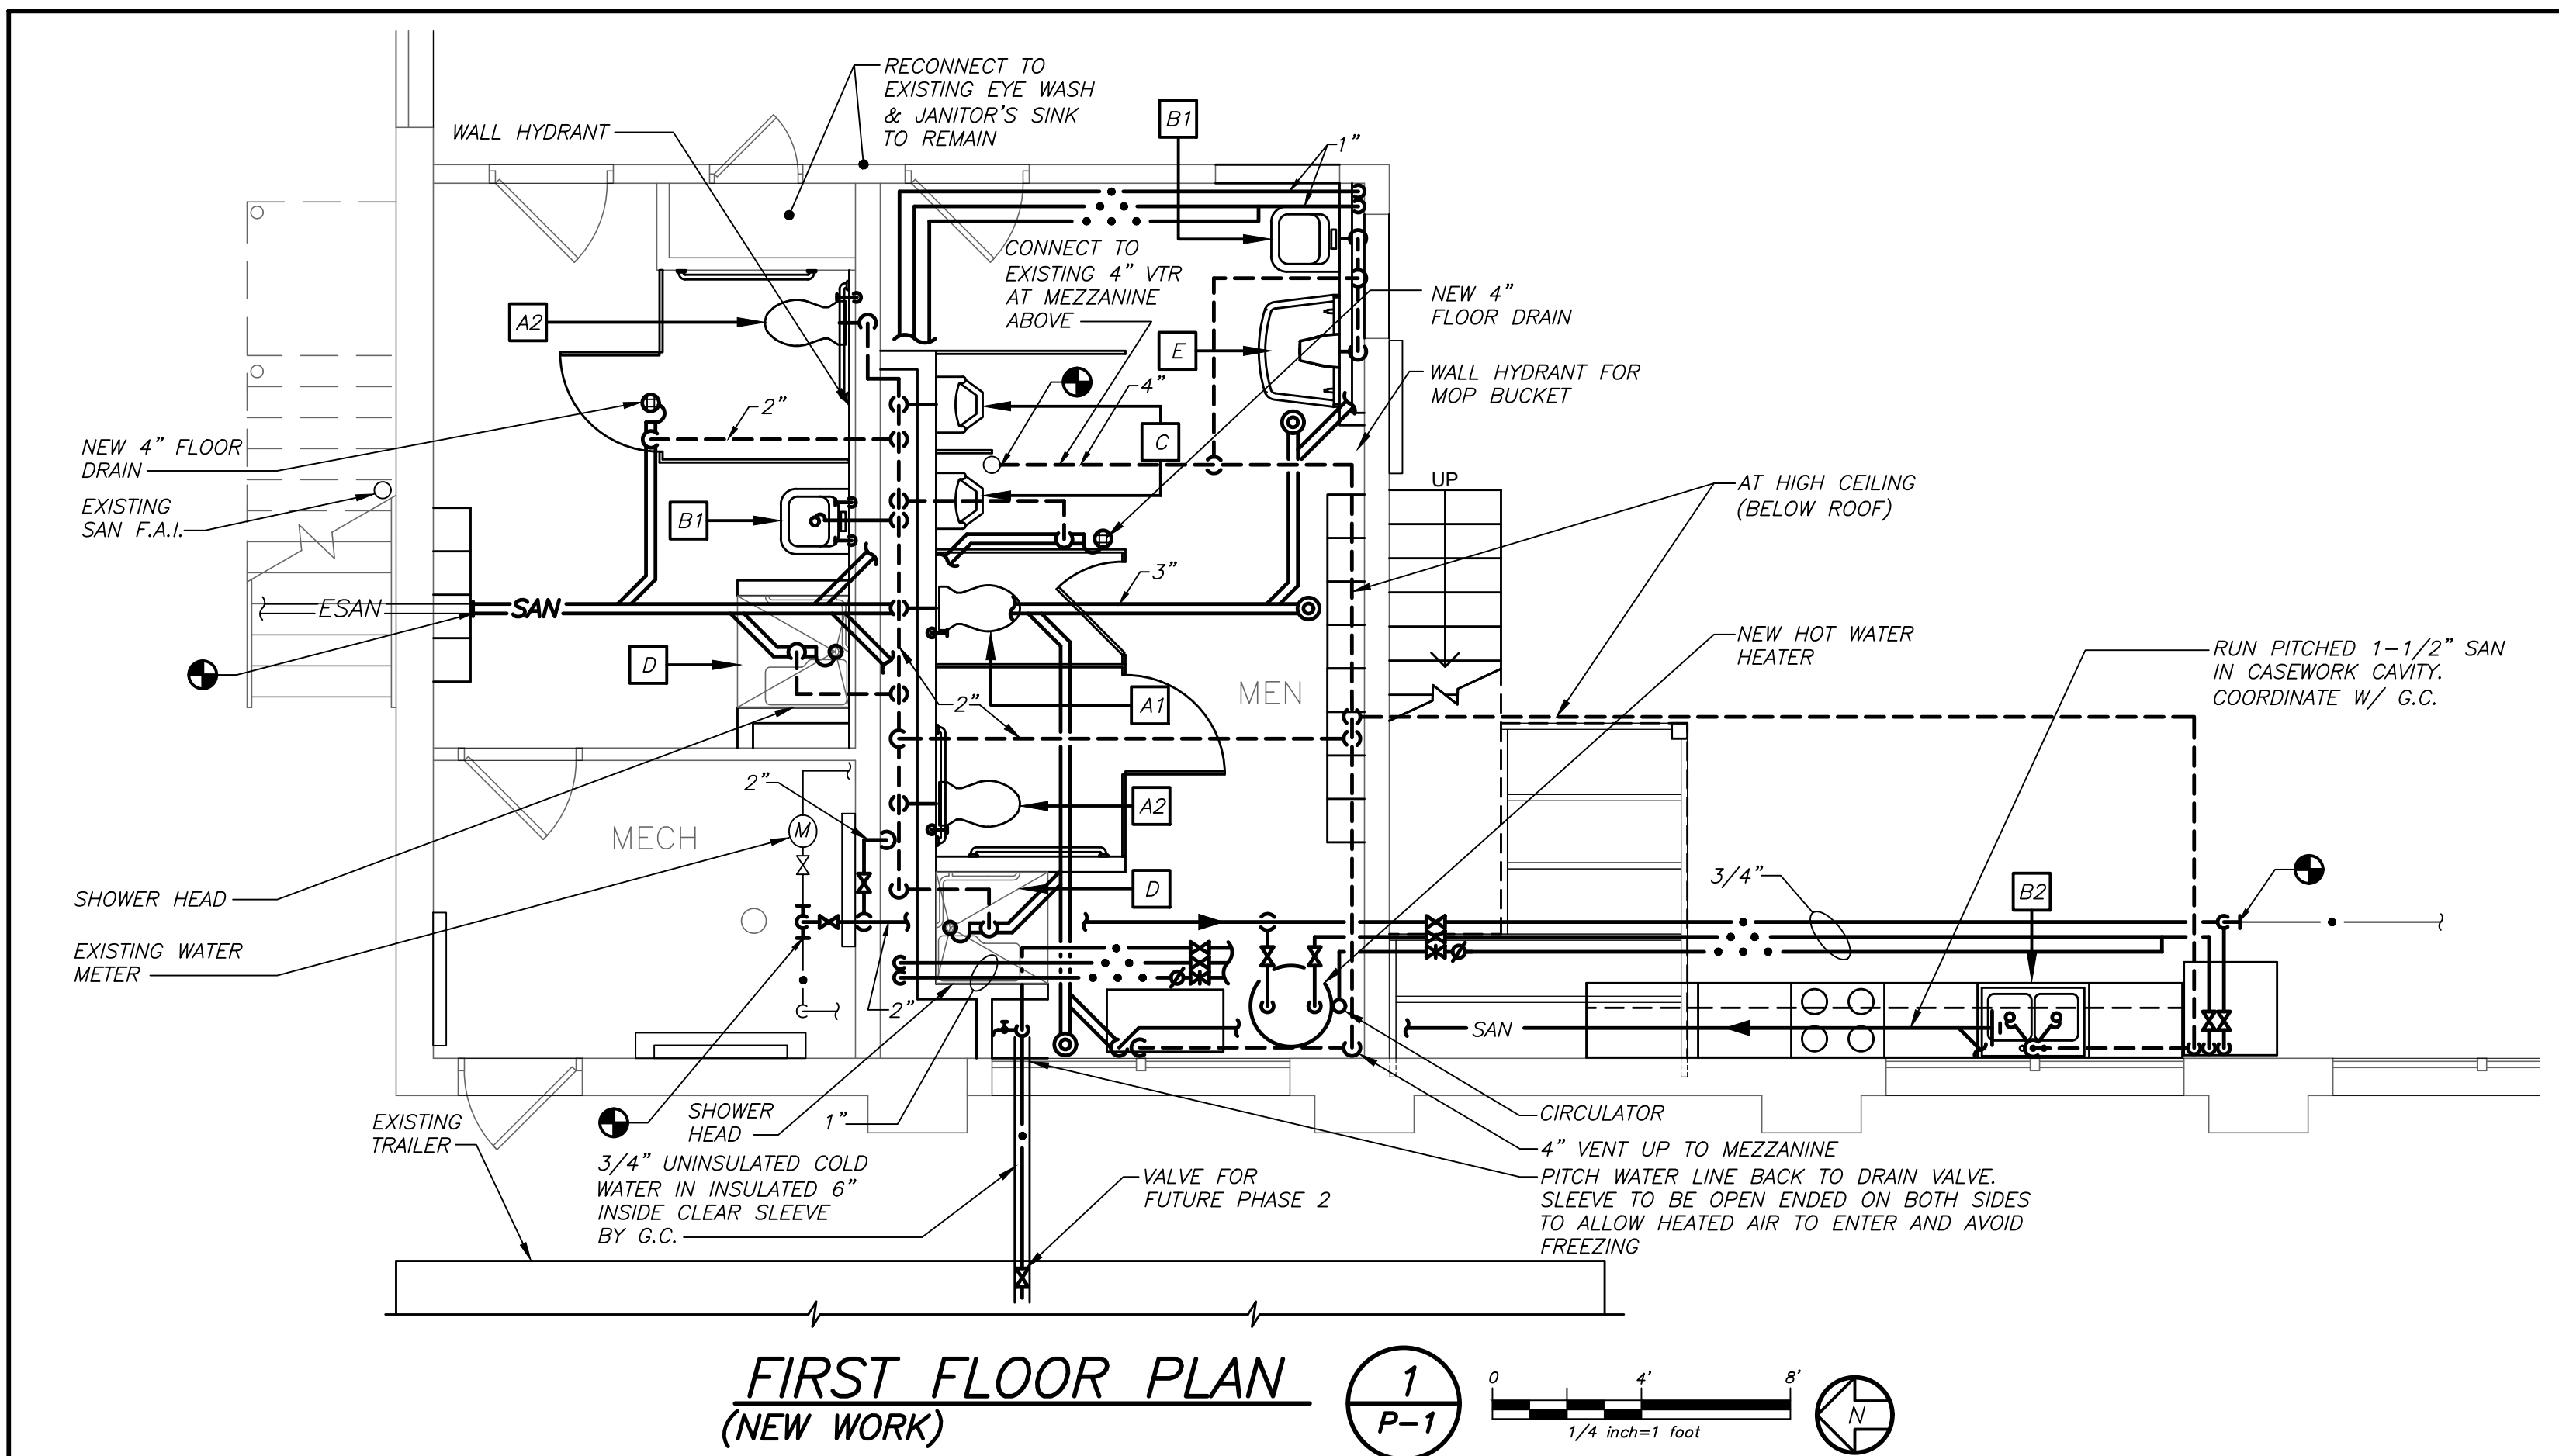 RECONNECT TO
EXISTING EYE WASH
& JANITOR'S SINK
TO REMAIN
WALL HYDRANT
B1
1"
CONNECT TO
EXISTING 4" VTR
AT MEZZANINE
ABOVE
NEW 4"
FLOOR DRAIN
A2
E
WALL HYDRANT FOR
MOP BUCKET
4"
2"
C
NEW 4" FLOOR
DRAIN
EXISTING
SAN F.A.I.
B1
UP
AT HIGH CEILING
(BELOW ROOF)
3"
ESAN
SAN
NEW HOT WATER
HEATER
RUN PITCHED 1-1/2" SAN
IN CASEWORK CAVITY.
COORDINATE W/ G.C.
D
MEN
A1
2"
2"
MECH
M
A2
SHOWER HEAD
D
3/4"
B2
EXISTING WATER
METER
2"
SAN
EXISTING
TRAILER
SHOWER
HEAD
1"
CIRCULATOR
4" VENT UP TO MEZZANINE
3/4" UNINSULATED COLD
WATER IN INSULATED 6"
INSIDE CLEAR SLEEVE
BY G.C.
VALVE FOR
FUTURE PHASE 2
PITCH WATER LINE BACK TO DRAIN VALVE.
SLEEVE TO BE OPEN ENDED ON BOTH SIDES
TO ALLOW HEATED AIR TO ENTER AND AVOID
FREEZING
FIRST FLOOR PLAN
(NEW WORK)
1
P-1
0 4' 8'
1/4 inch=1 foot
N